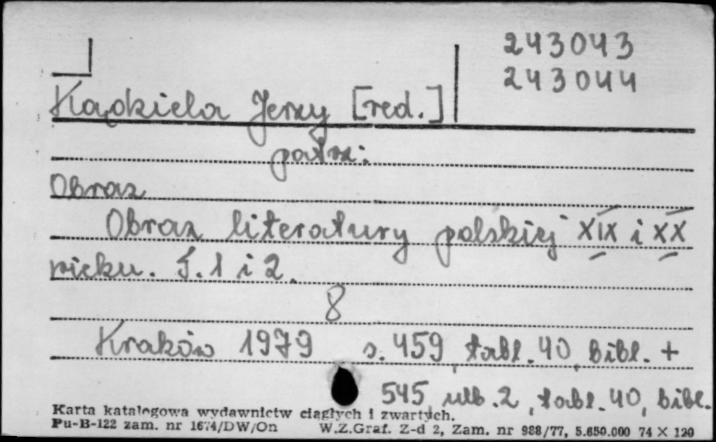 243043
243044
Kądziela Jerzy [red.]
patrz:
Obraz
Obraz literatury polskiej XIX i XX
wieku. T. 1 i 2.
8
Kraków 1979 s. 459, tabl. 40, bibl. +
545, nlb. 2, tabl. 40, bibl.
Karta katalogowa wydawnictw ciągłych i zwartych.
Pu-B-122 zam. nr 1674/DW/On W.Z.Graf. Z-d 2, Zam. nr 988/77, 5.650.000 74 X 120